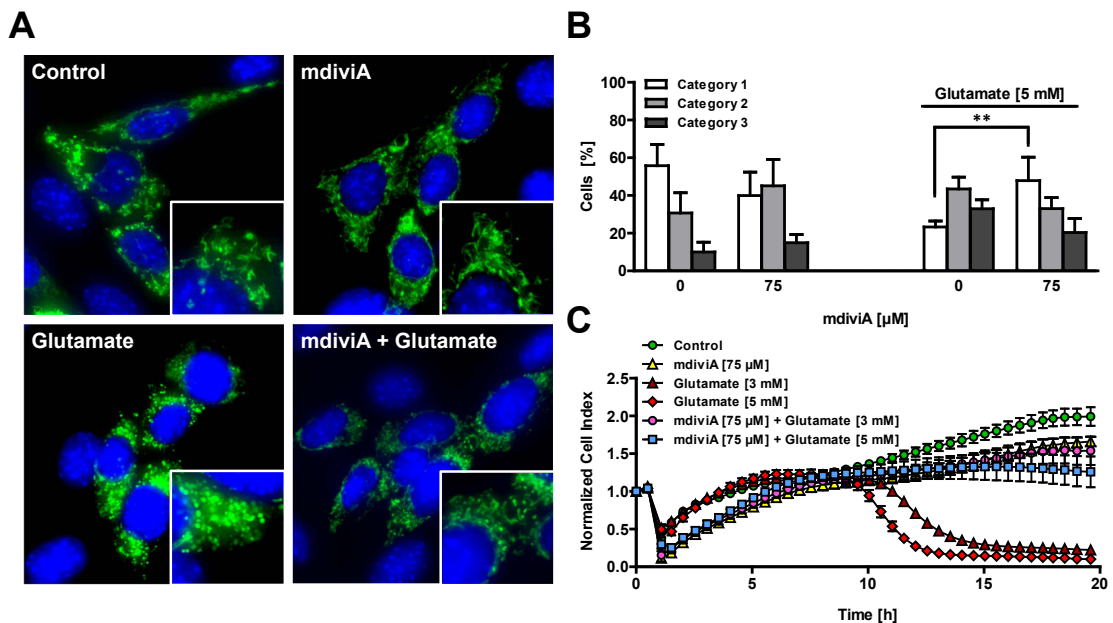 A
Control
mdiviA
Glutamate
mdiviA + Glutamate
B
Category 1
Category 2
Category 3
Glutamate [5 mM]
**
Cells [%]
100
80
60
40
20
0
0
75
0
75
mdiviA [µM]
C
Control
mdiviA [75 µM]
Glutamate [3 mM]
Glutamate [5 mM]
mdiviA [75 µM] + Glutamate [3 mM]
mdiviA [75 µM] + Glutamate [5 mM]
Normalized Cell Index
2.5
2.0
1.5
1.0
0.5
0.0
0
5
10
15
20
Time [h]